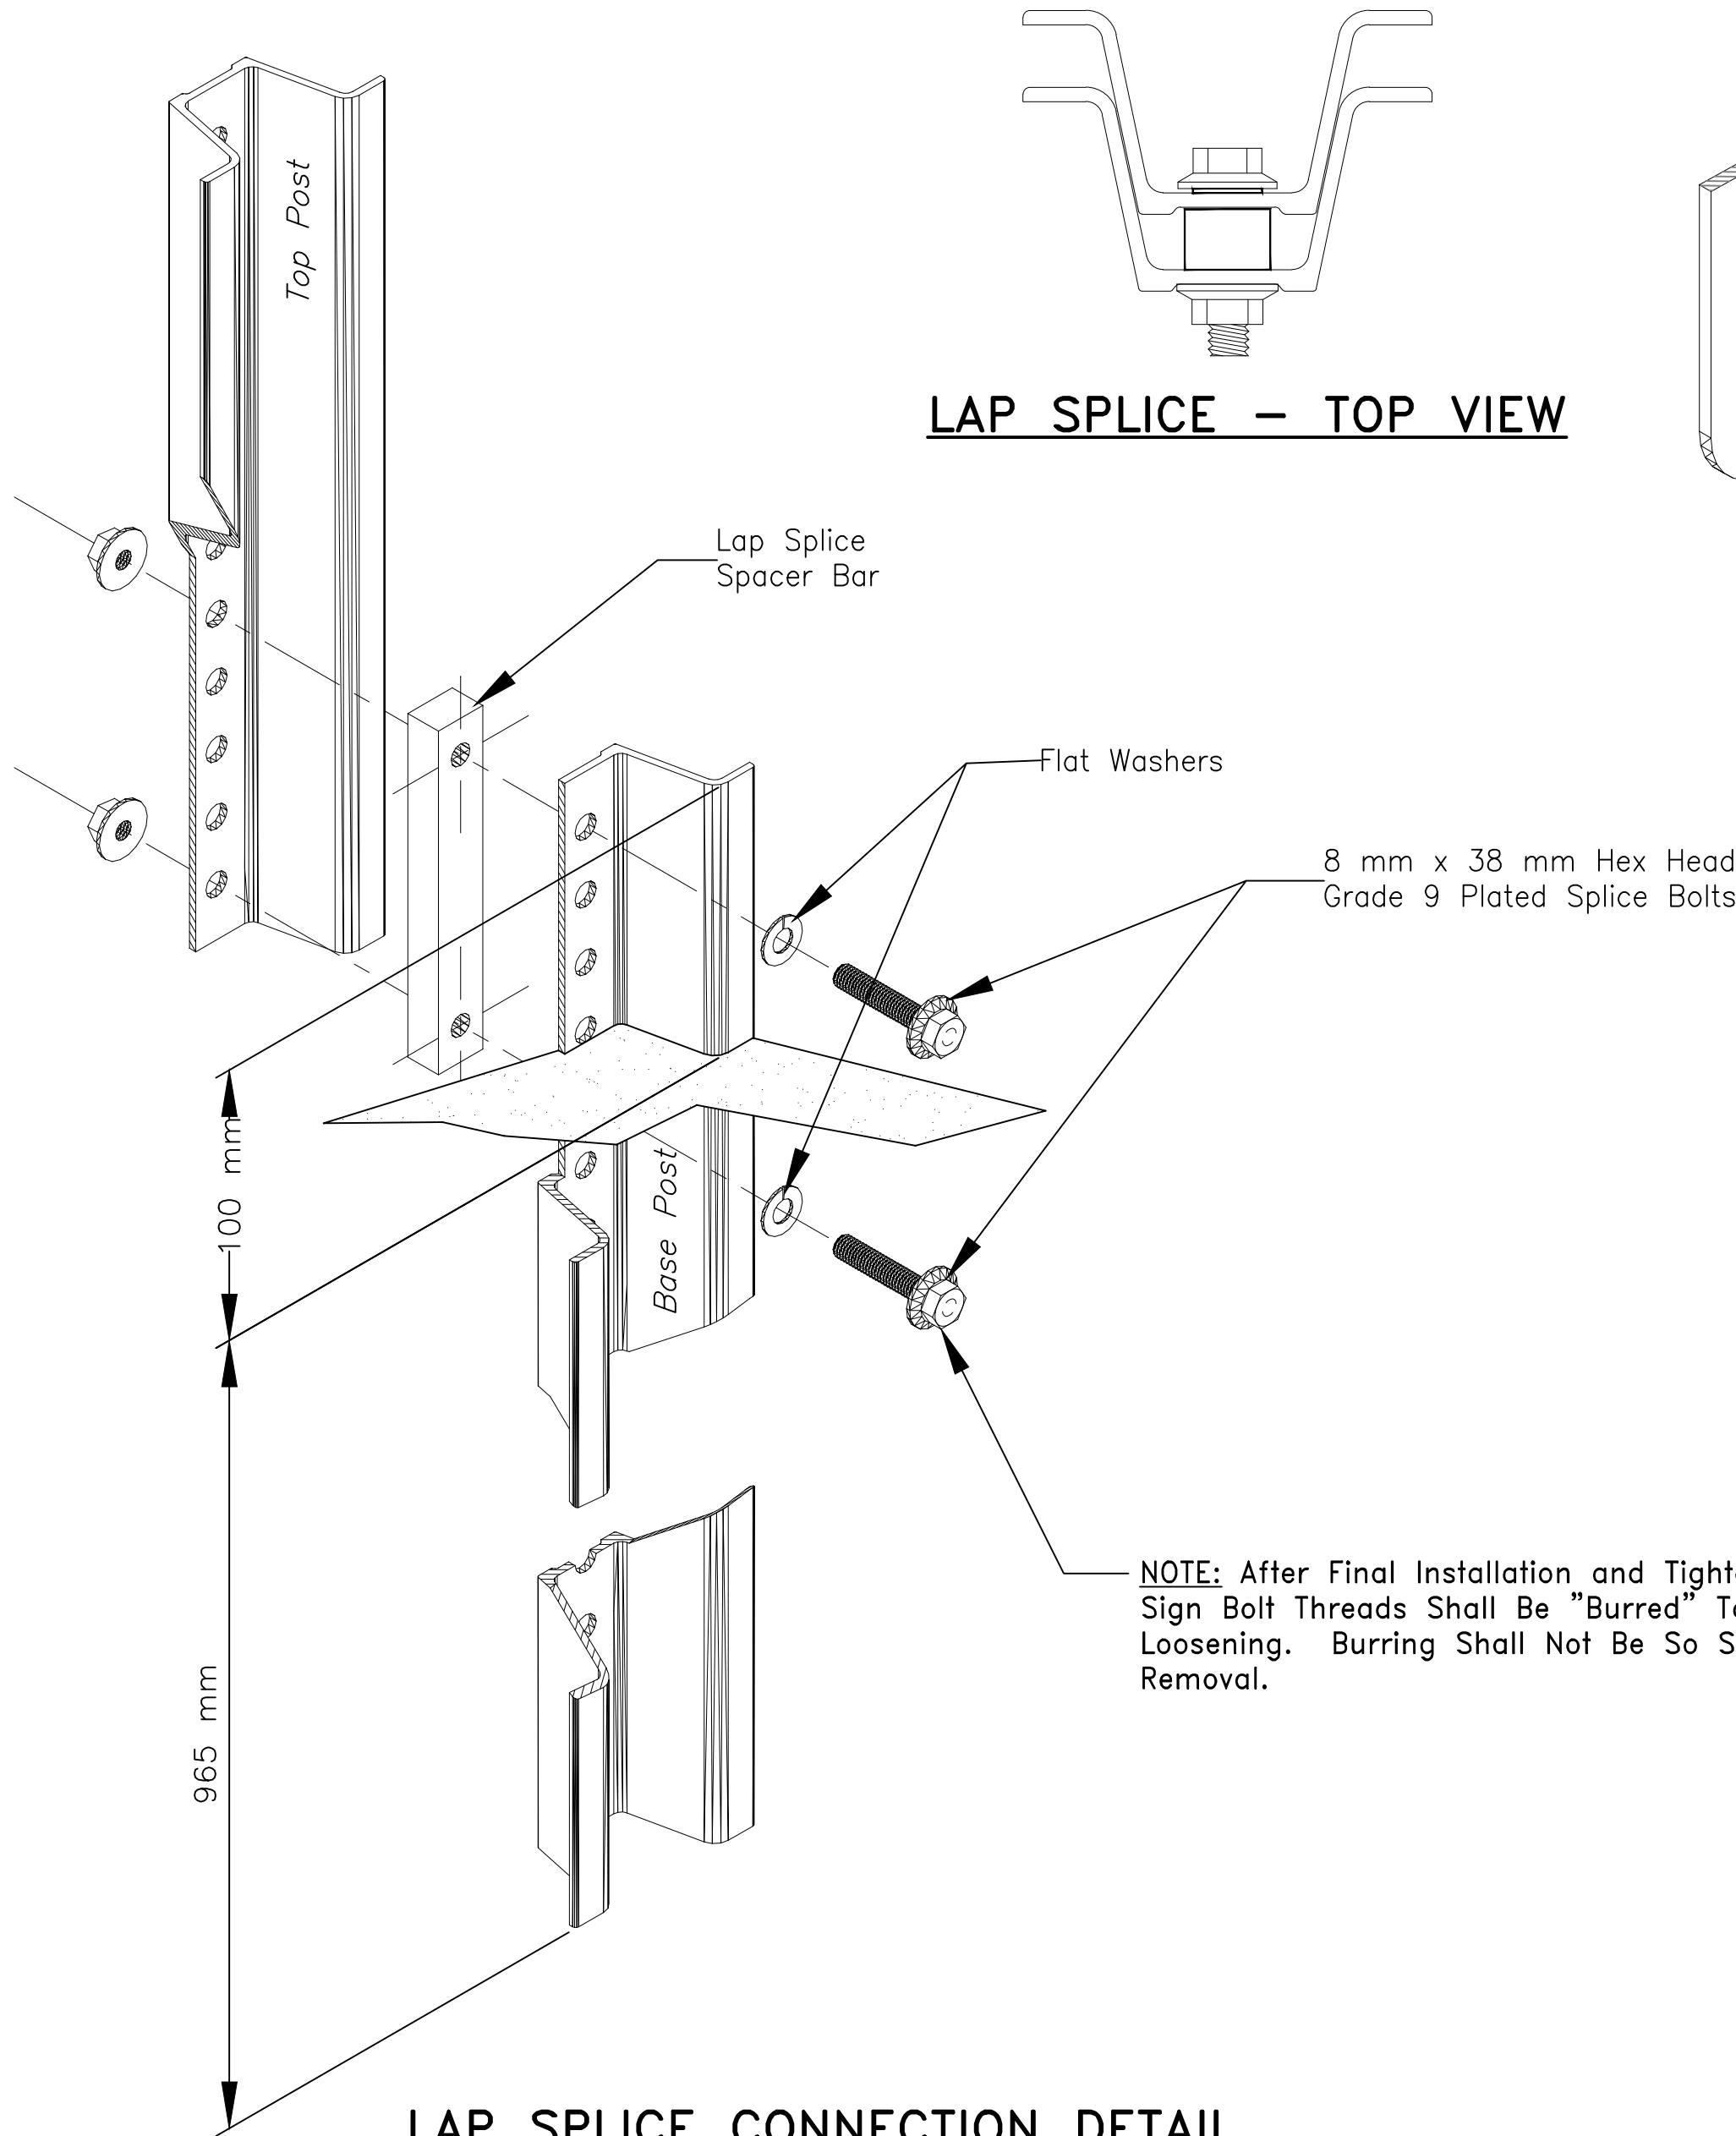 Top Post
LAP SPLICE – TOP VIEW
Lap Splice
Spacer Bar
Flat Washers
8 mm x 38 mm Hex Head
Grade 9 Plated Splice Bolts
100 mm
Base Post
NOTE: After Final Installation and
Sign Bolt Threads Shall Be "Burred"
Loosening. Burring Shall Not Be So
Removal.
965 mm
LAP SPLICE CONNECTION DETAIL